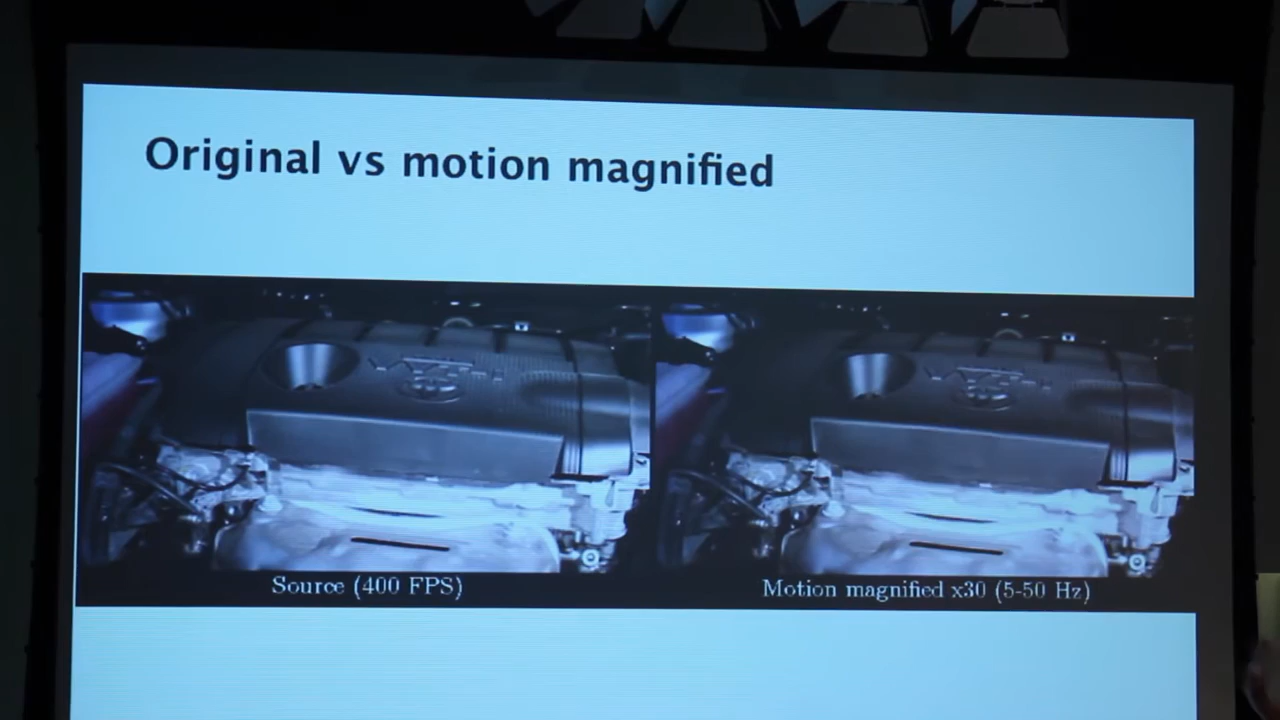 Original vs motion magnified
Source (400 FPS)
Motion magnified x30 (5-50 Hz)